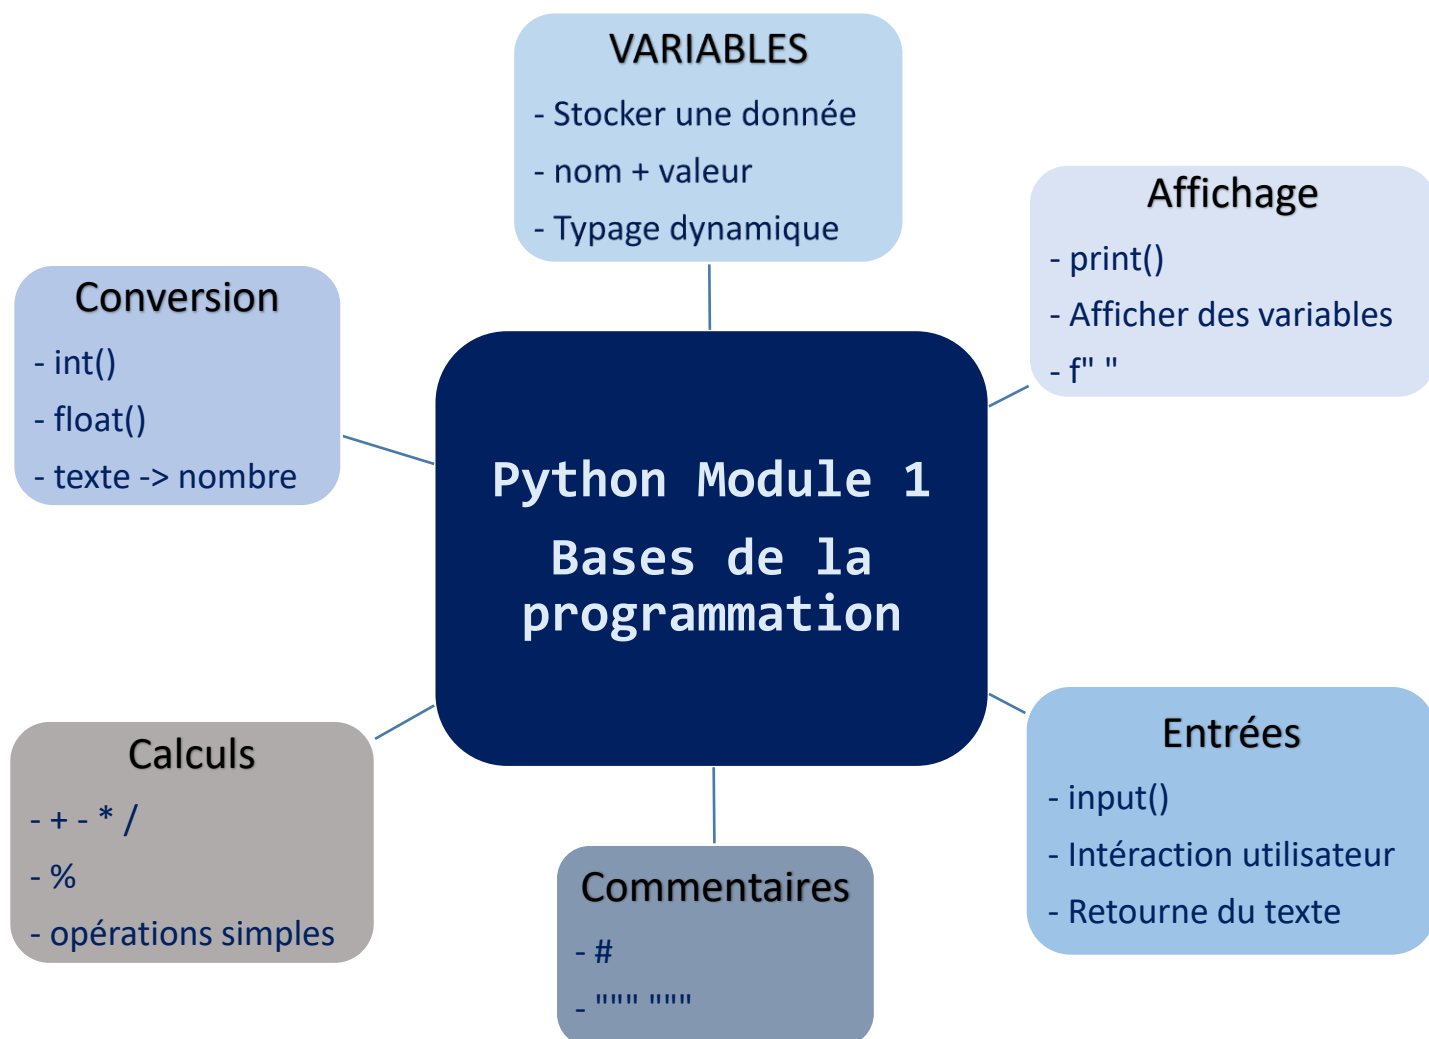 VARIABLES
- Stocker une donnée
- nom + valeur
- Typage dynamique
Affichage
- print()
- Afficher des variables
- f" "
Conversion
- int()
- float()
- texte -> nombre
Python Module 1
Bases de la
programmation
Calculs
- + - * /
- %
- opérations simples
Entrées
- input()
- Intéraction utilisateur
- Retourne du texte
Commentaires
- #
- """ """